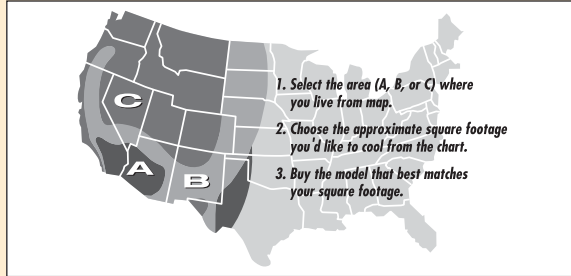 C
A
B
1. Select the area (A, B, or C) where
you live from map.
2. Choose the approximate square footage
you'd like to cool from the chart.
3. Buy the model that best matches
your square footage.